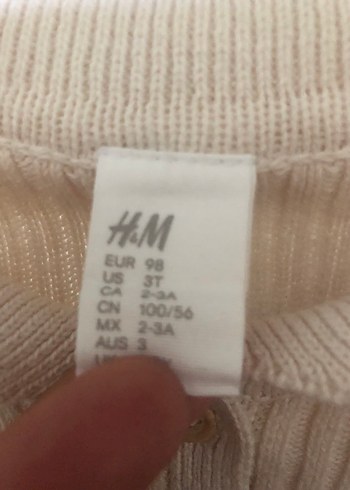 H&M
EUR 98
US 3T
CA 2-3A
CN 100/56
MX 2-3A
AUS 3